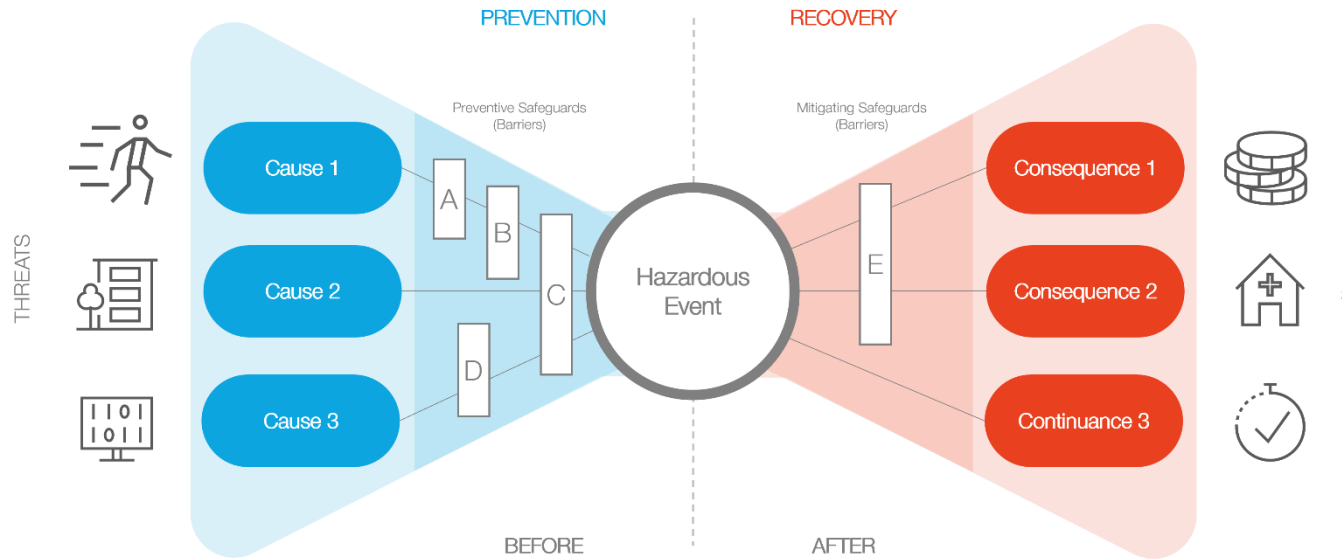 PREVENTION
RECOVERY
Preventive Safeguards
(Barriers)
Mitigating Safeguards
(Barriers)
THREATS
Cause 1
Cause 2
Cause 3
A
B
C
D
Hazardous
Event
E
Consequence 1
Consequence 2
Continuance 3
BEFORE
AFTER